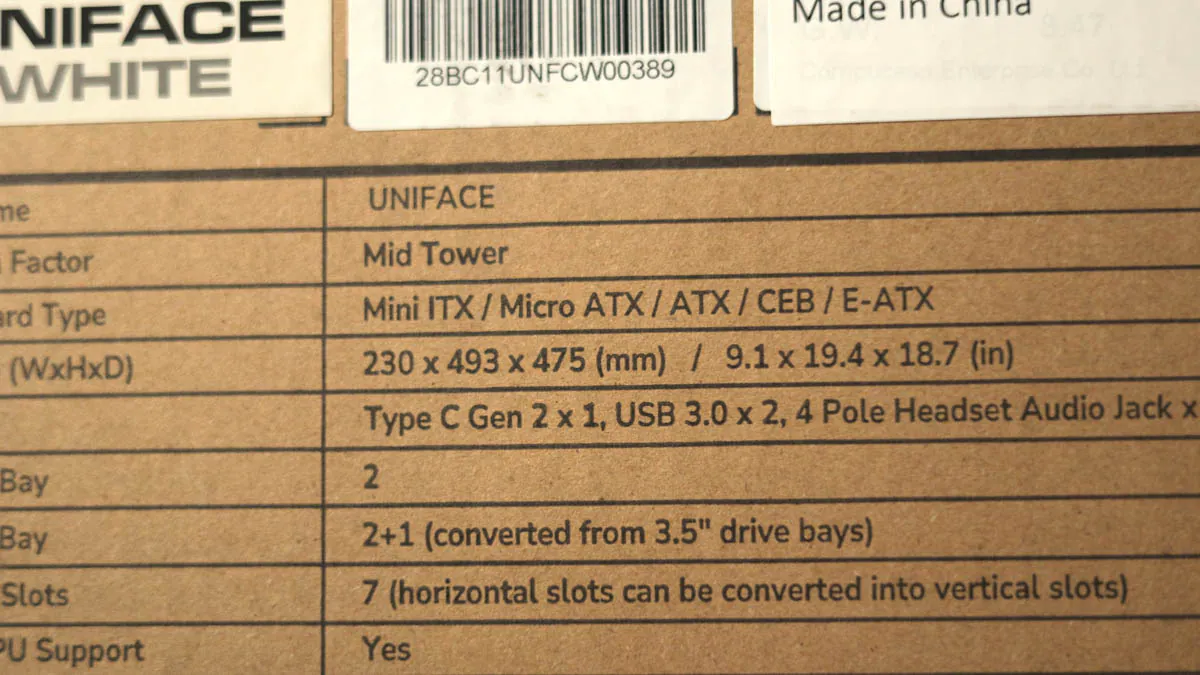 NIFACE
WHITE
28BC11UNFCW00389
Made in China
me UNIFACE
Factor Mid Tower
ard Type Mini ITX / Micro ATX / ATX / CEB / E-ATX
(WxHxD) 230 x 493 x 475 (mm) / 9.1 x 19.4 x 18.7 (in)
Type C Gen 2 x 1, USB 3.0 x 2, 4 Pole Headset Audio Jack x
Bay 2
Bay 2+1 (converted from 3.5" drive bays)
Slots 7 (horizontal slots can be converted into vertical slots)
PU Support Yes